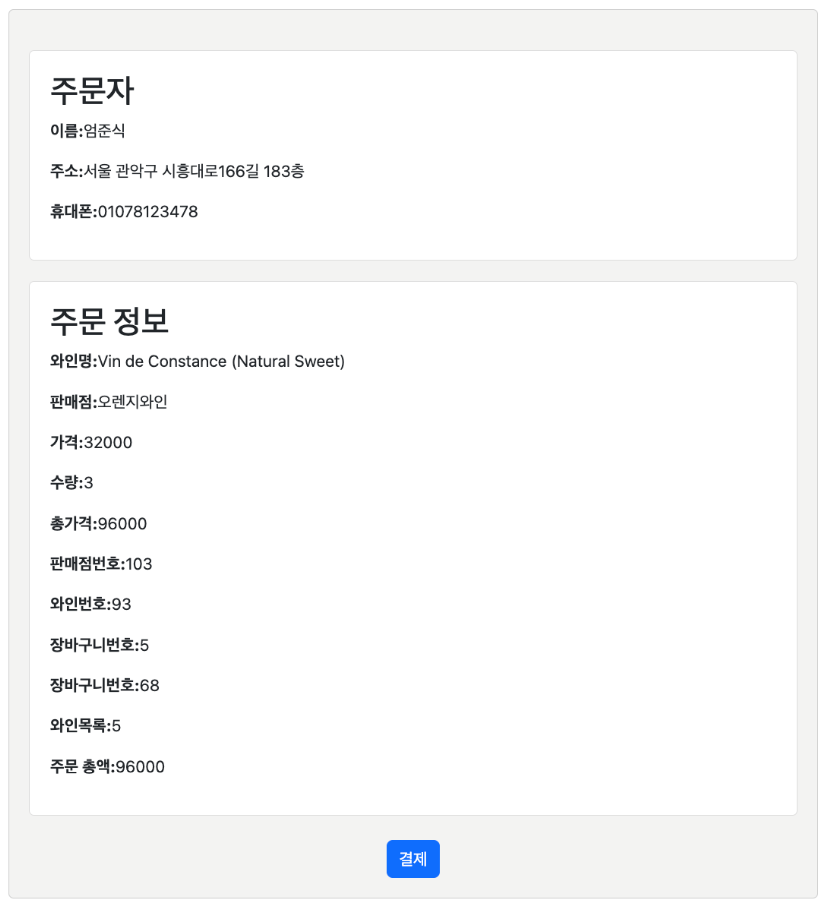 주문자
이름:엄준식
주소:서울 관악구 시흥대로166길 183층
휴대폰:01078123478
주문 정보
와인명:Vin de Constance (Natural Sweet)
판매점:오렌지와인
가격:32000
수량:3
총가격:96000
판매점번호:103
와인번호:93
장바구니번호:5
장바구니번호:68
와인목록:5
주문 총액:96000
결제